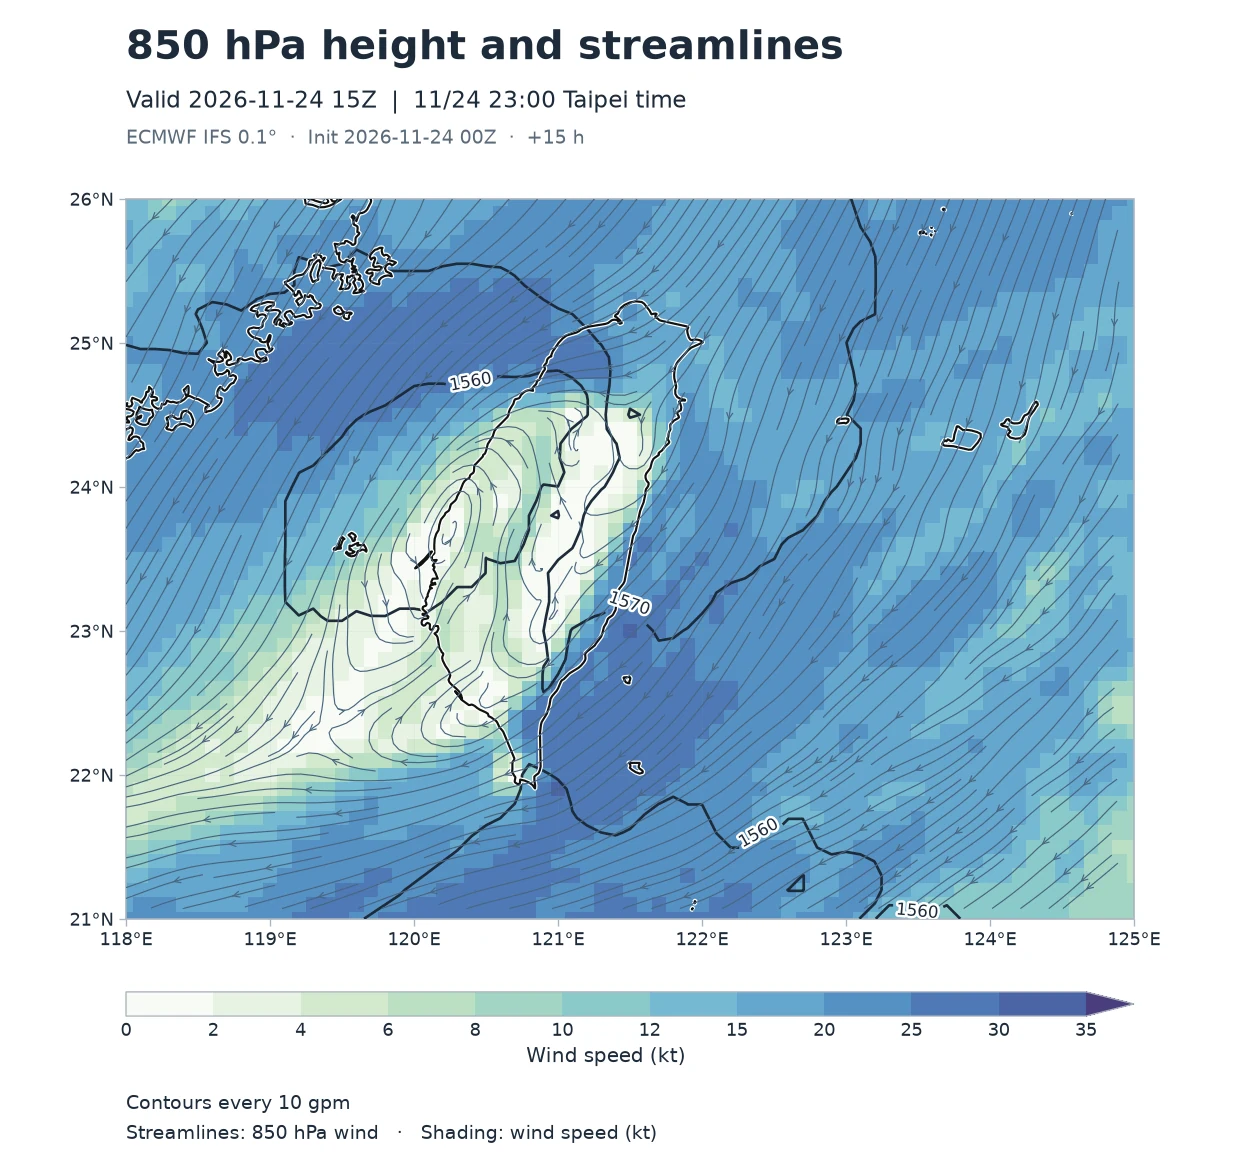 850 hPa height and streamlines
Valid 2026-11-24 15Z | 11/24 23:00 Taipei time
ECMWF IFS 0.1° · Init 2026-11-24 00Z · +15 h
26°N
25°N
24°N
23°N
22°N
21°N
1560
1570
1560
1560
118°E 119°E 120°E 121°E 122°E 123°E 124°E 125°E
0 2 4 6 8 10 12 15 20 25 30 35
Wind speed (kt)
Contours every 10 gpm
Streamlines: 850 hPa wind · Shading: wind speed (kt)